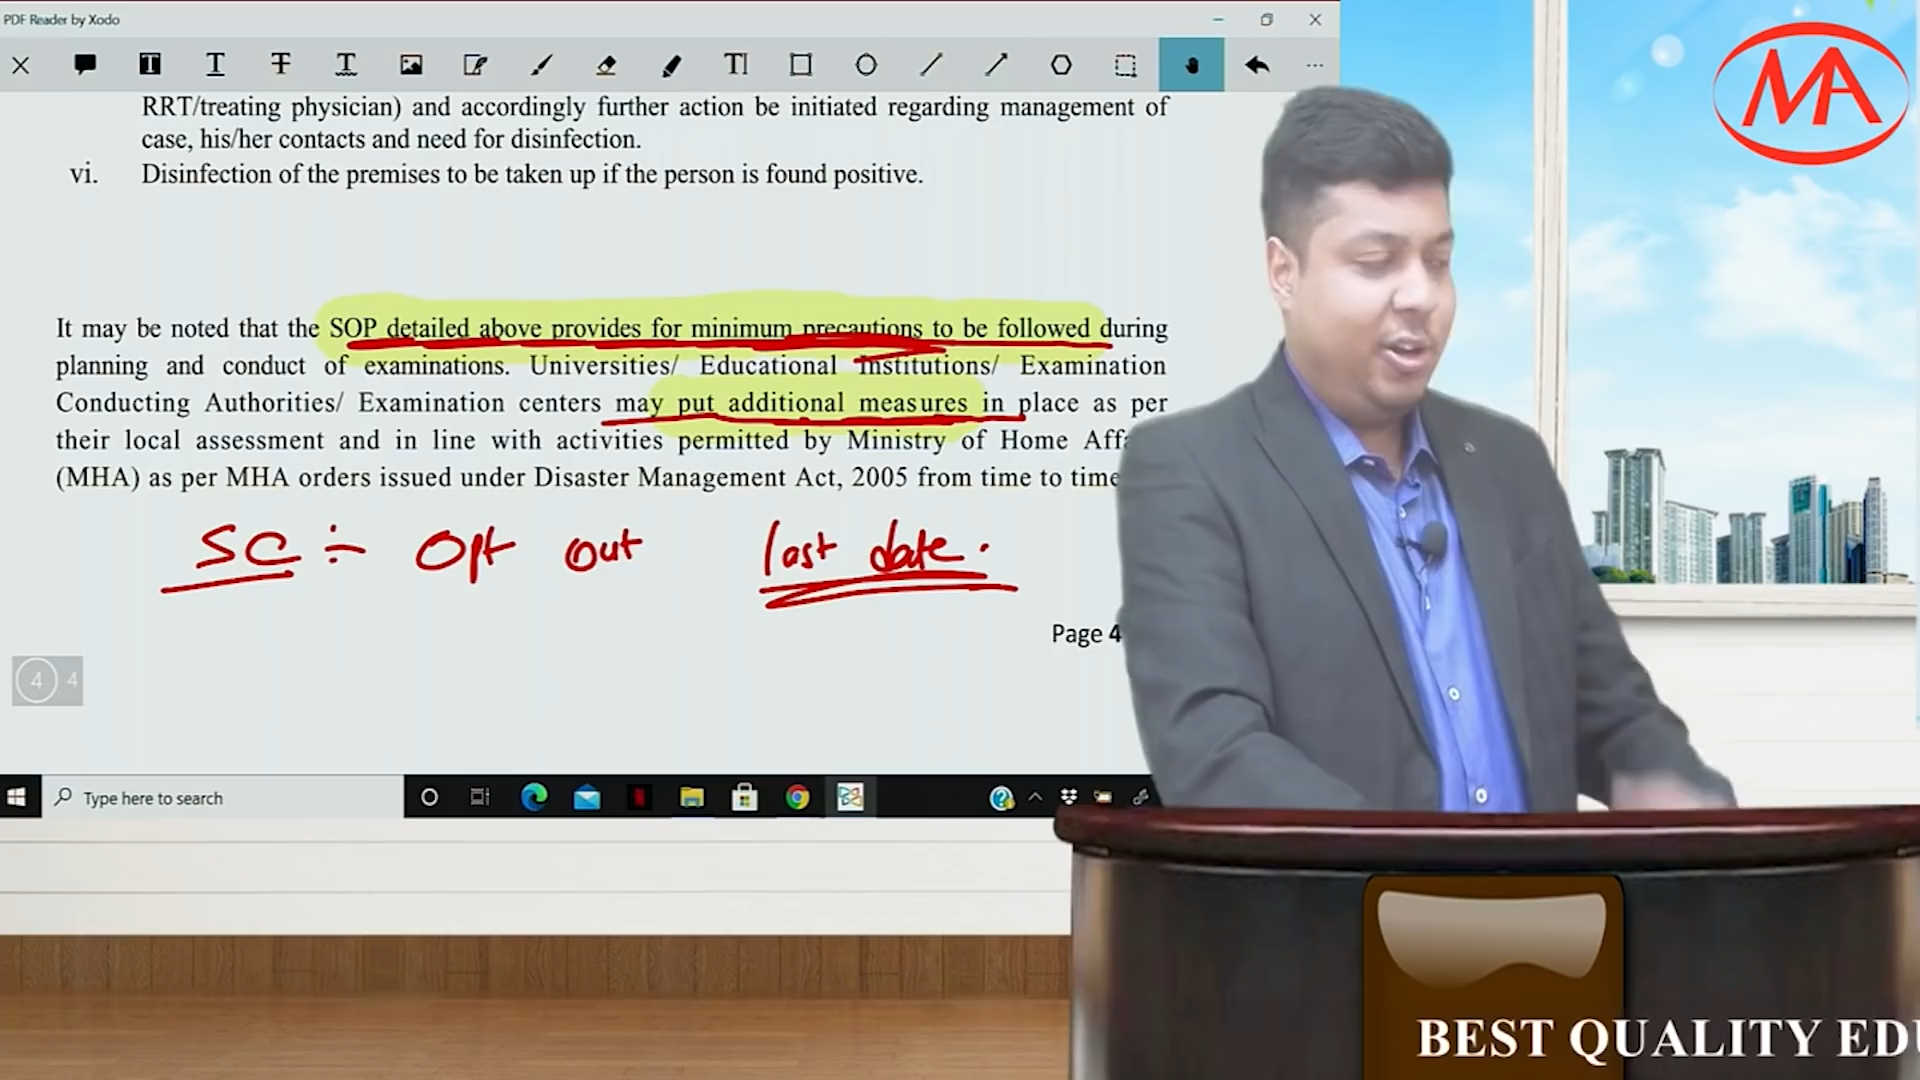 PDF Reader by Xodo
MA
RRT/treating physician) and accordingly further action be initiated regarding management of
case, his/her contacts and need for disinfection.
vi. Disinfection of the premises to be taken up if the person is found positive.
It may be noted that the SOP detailed above provides for minimum precautions to be followed during
planning and conduct of examinations. Universities/ Educational Institutions/ Examination
Conducting Authorities/ Examination centers may put additional measures in place as per
their local assessment and in line with activities permitted by Ministry of Home Aff
(MHA) as per MHA orders issued under Disaster Management Act, 2005 from time to time
SC ÷ Opt out last date.
Page 4
4 4
Type here to search
BEST QUALITY EDU